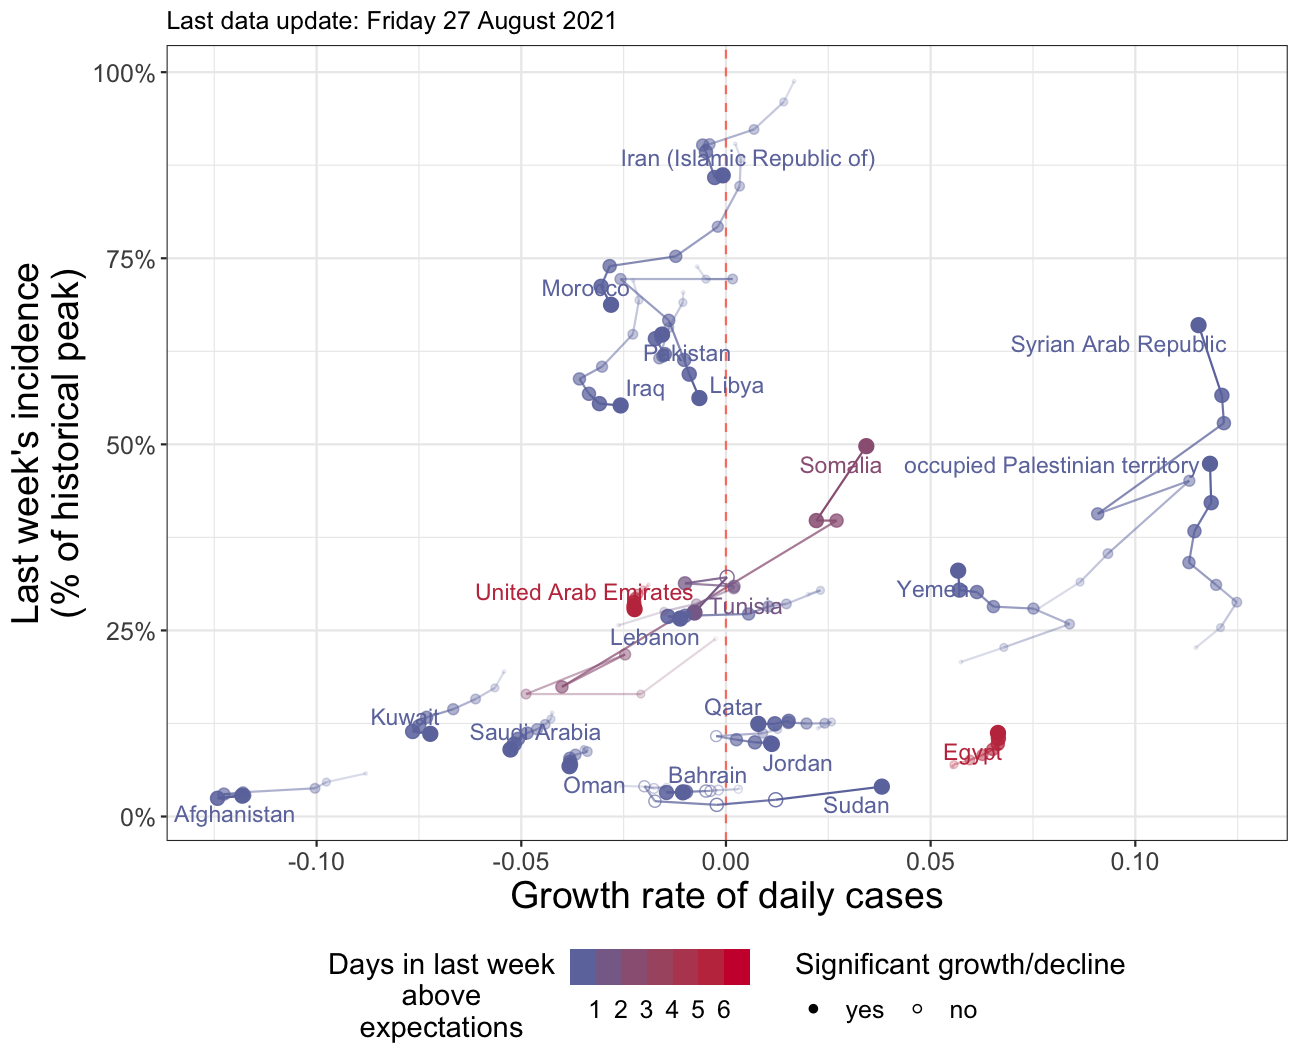 Last data update: Friday 27 August 2021
100%
75%
50%
25%
0%
Last week's incidence
(% of historical peak)
Iran (Islamic Republic of)
Morocco
Pakistan
Iraq
Libya
Syrian Arab Republic
Somalia
occupied Palestinian territory
United Arab Emirates
Tunisia
Yemen
Lebanon
Kuwait
Saudi Arabia
Qatar
Egypt
Oman
Bahrain
Jordan
Sudan
Afghanistan
-0.10
-0.05
0.00
0.05
0.10
Growth rate of daily cases
Days in last week
above
expectations
1 2 3 4 5 6
Significant growth/decline
yes
no